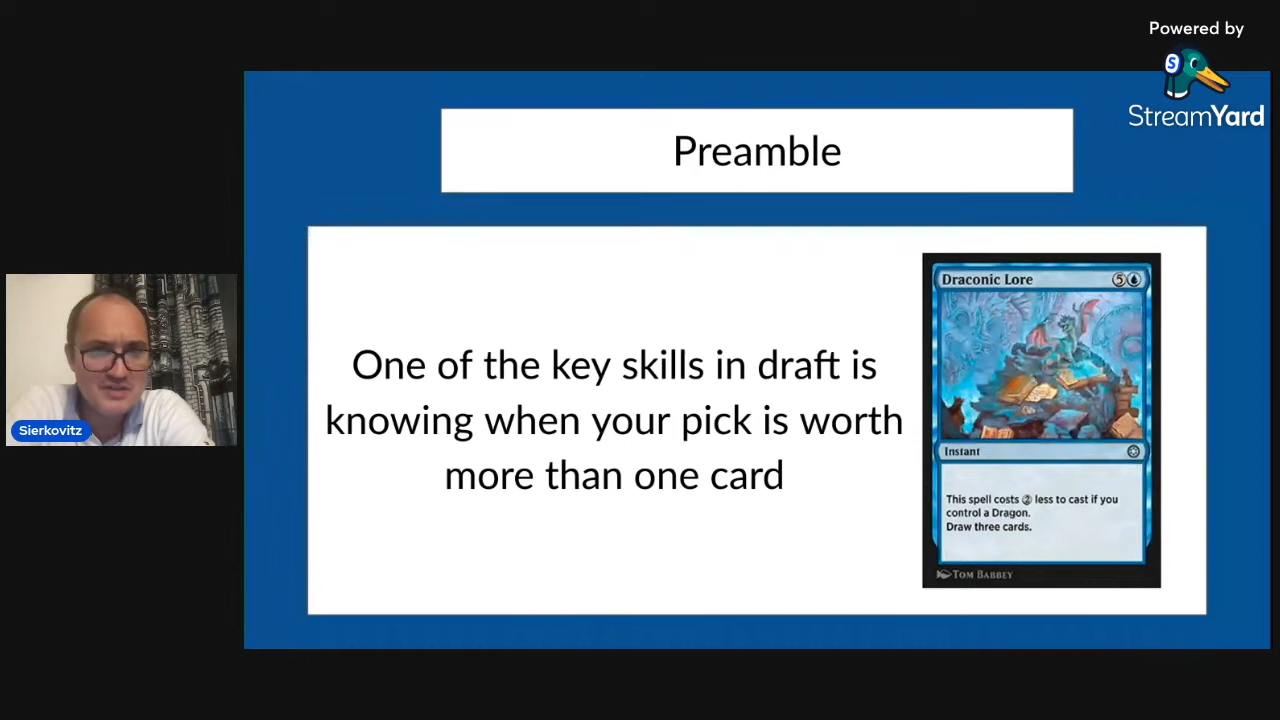 Powered by
StreamYard
Preamble
One of the key skills in draft is
knowing when your pick is worth
more than one card
Draconic Lore
5
Instant
This spell costs 2 less to cast if you
control a Dragon.
Draw three cards.
TOM BABBEY
Sierkovitz